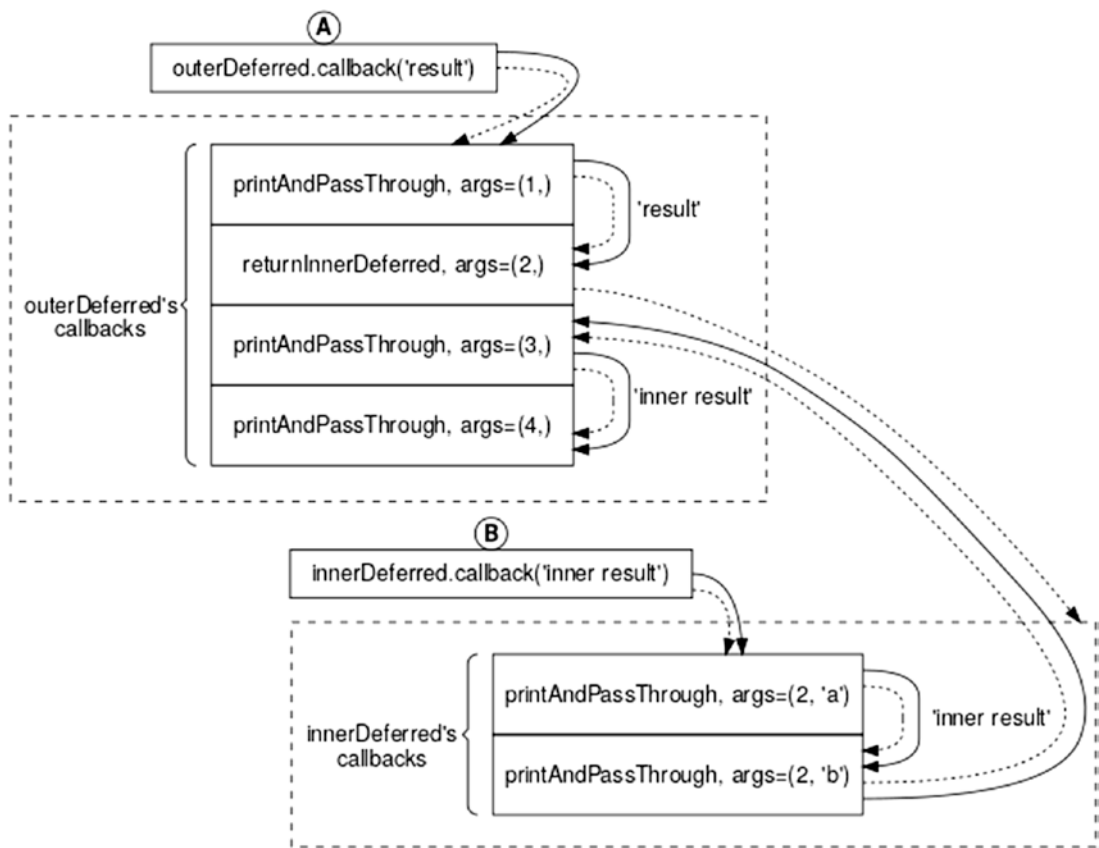 A
outerDeferred.callback('result')
printAndPassThrough, args=(1,)
'result'
returnInnerDeferred, args=(2,)
outerDeferred's
callbacks
printAndPassThrough, args=(3,)
'inner result'
printAndPassThrough, args=(4,)
B
innerDeferred.callback('inner result')
printAndPassThrough, args=(2, 'a')
'inner result'
innerDeferred's
callbacks
printAndPassThrough, args=(2, 'b')